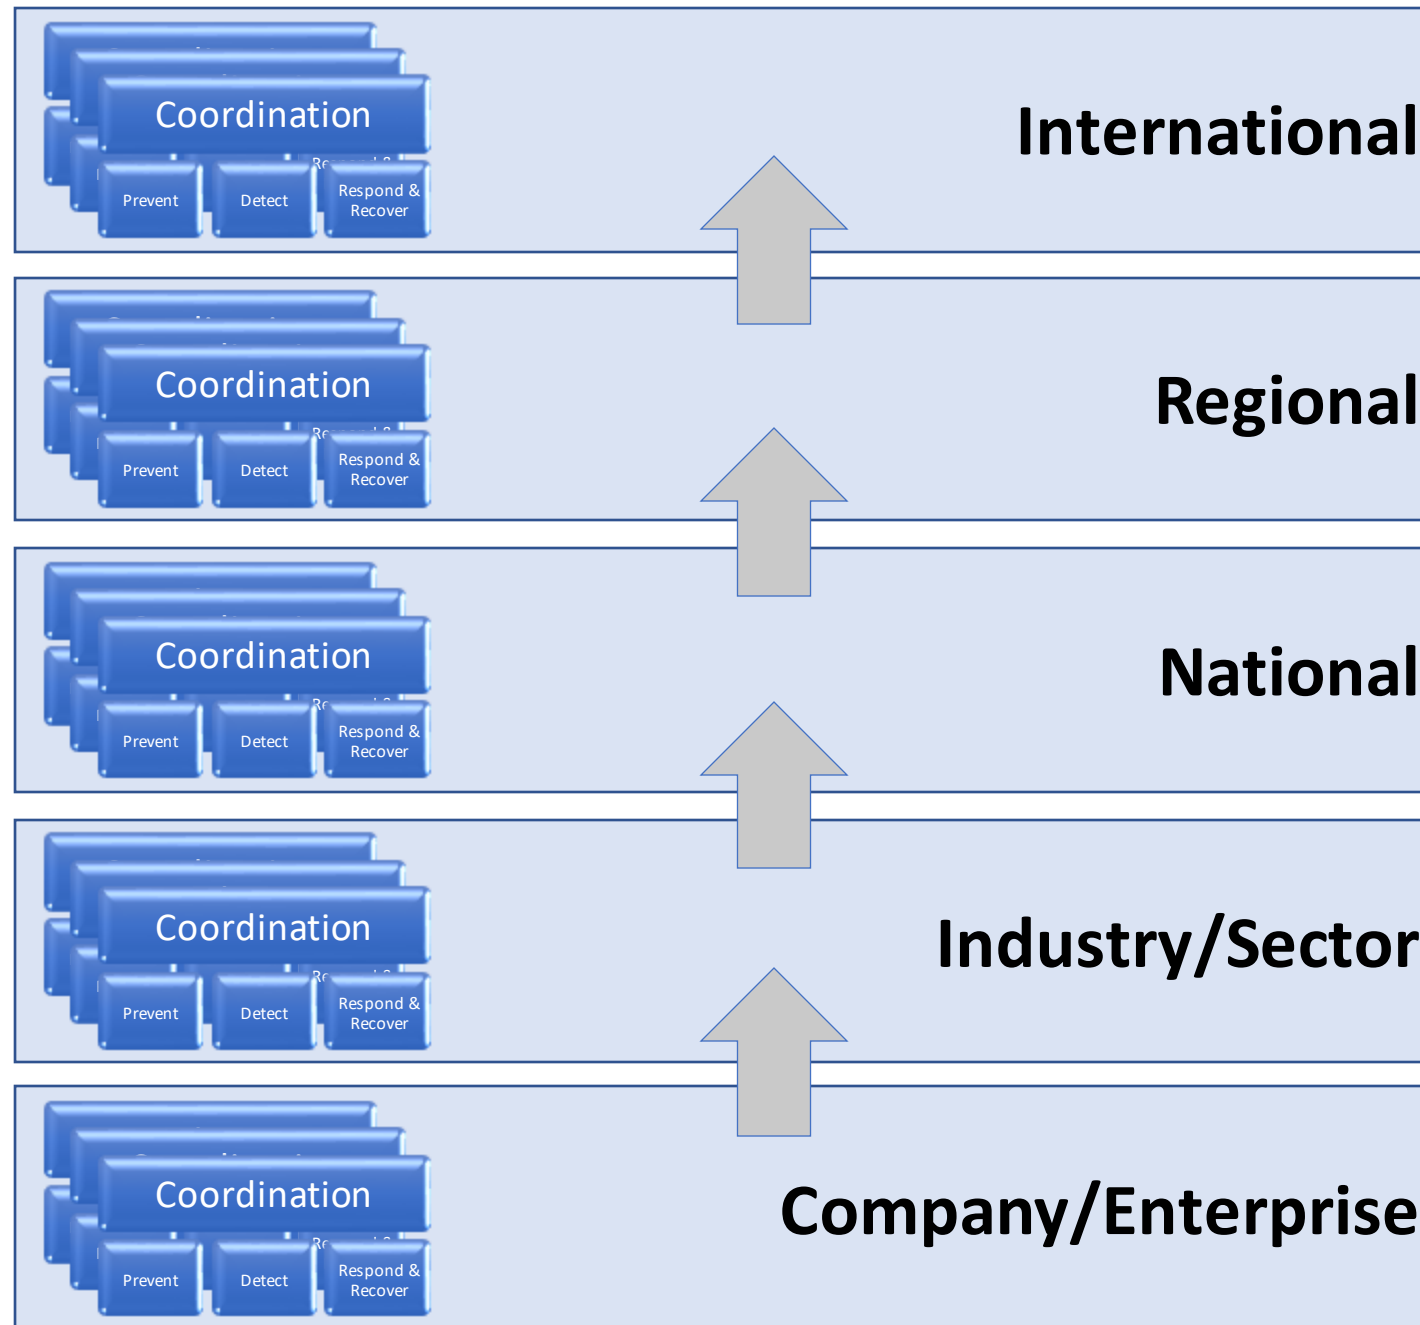 Coordination
Prevent
Detect
Respond &
Recover
International
Coordination
Prevent
Detect
Respond &
Recover
Regional
Coordination
Prevent
Detect
Respond &
Recover
National
Coordination
Prevent
Detect
Respond &
Recover
Industry/Sector
Coordination
Prevent
Detect
Respond &
Recover
Company/Enterprise